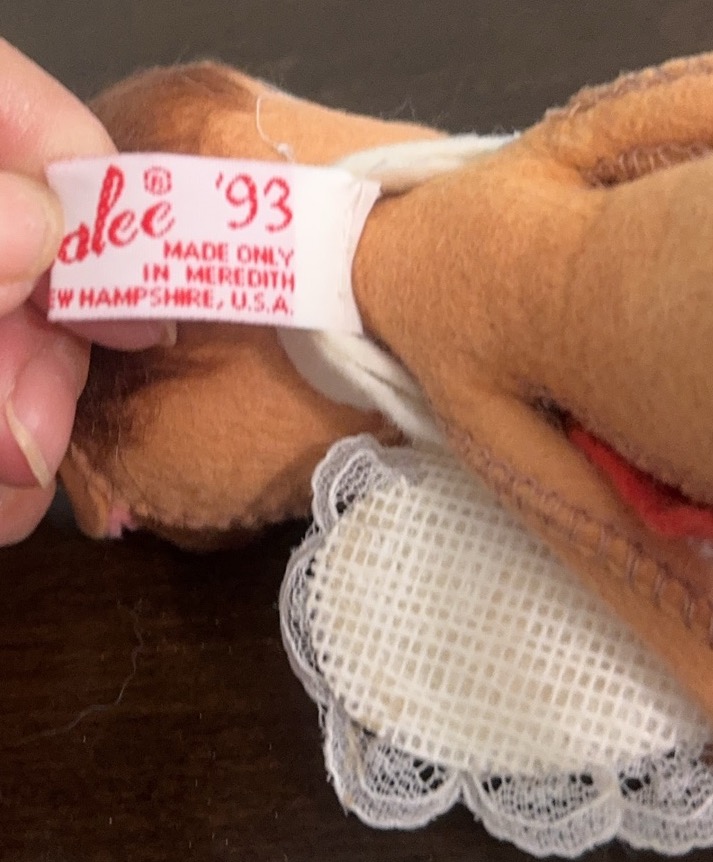 alee® '93
MADE ONLY
IN MEREDITH
EW HAMPSHIRE, U.S.A.